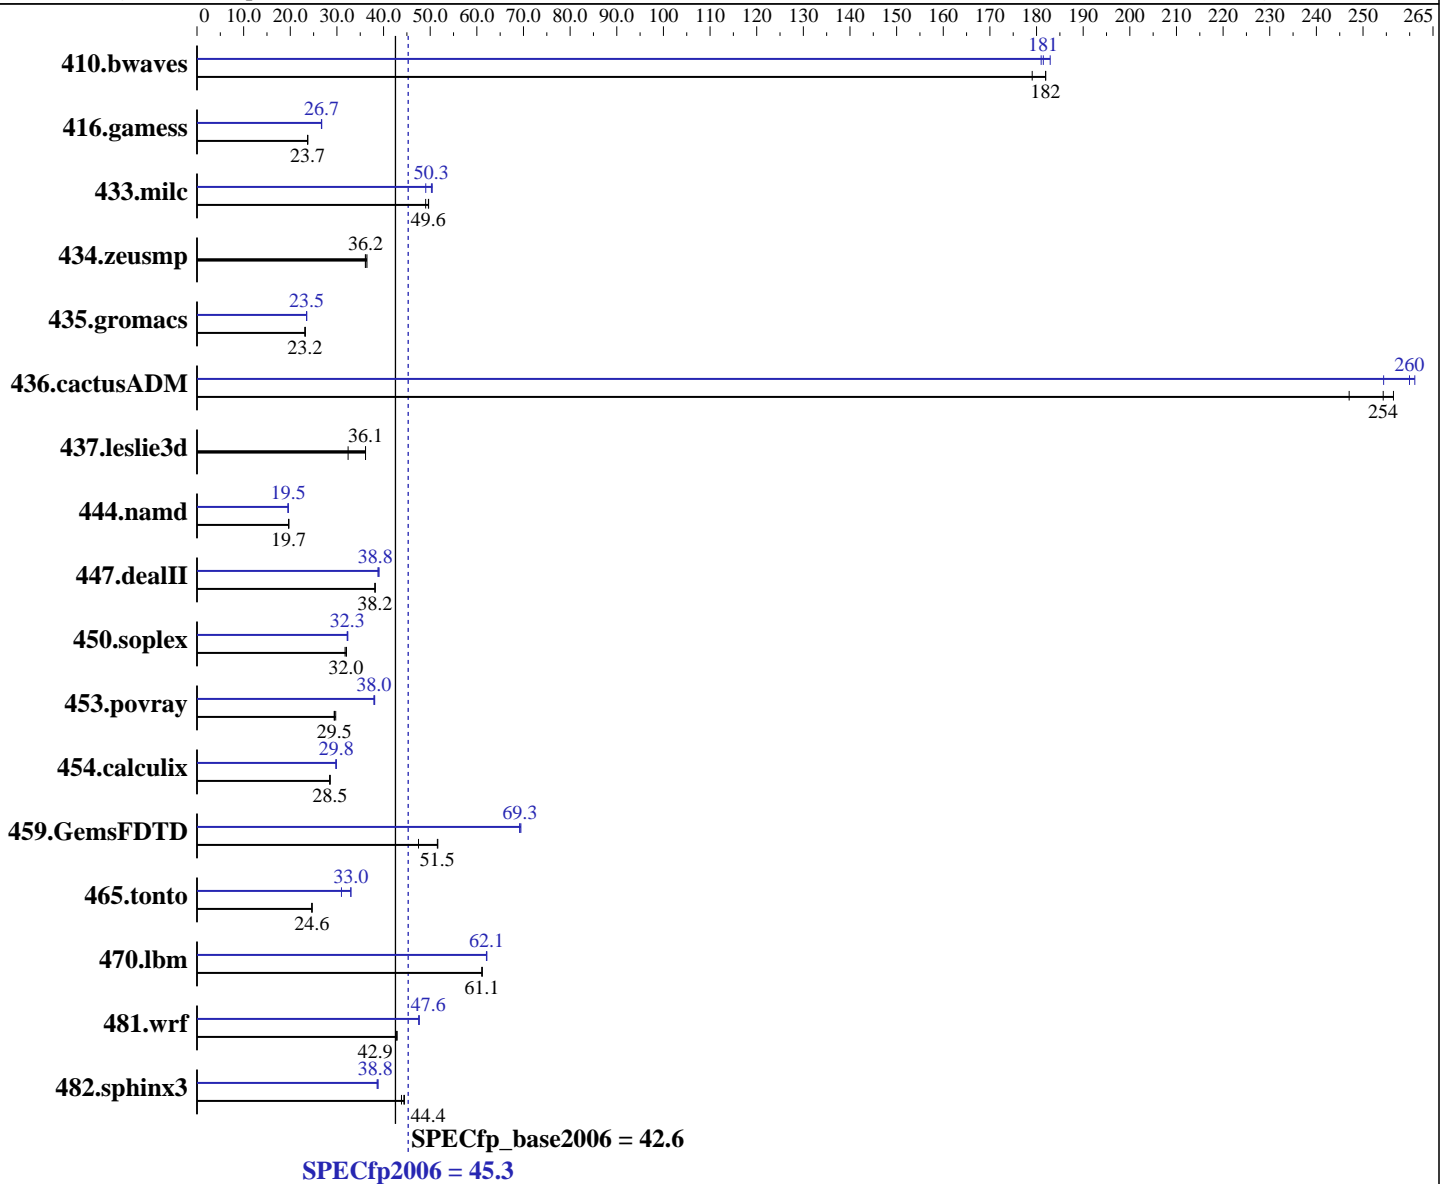 0 10.0 20.0 30.0 40.0 50.0 60.0 70.0 80.0 90.0 100 110 120 130 140 150 160 170 180 190 200 210 220 230 240 250 265
181
410.bwaves
182
26.7
416.gamess
23.7
50.3
433.milc
49.6
36.2
434.zeusmp
23.5
435.gromacs
23.2
260
436.cactusADM
254
36.1
437.leslie3d
19.5
444.namd
19.7
38.8
447.dealII
38.2
32.3
450.soplex
32.0
38.0
453.povray
29.5
29.8
454.calculix
28.5
69.3
459.GemsFDTD
51.5
33.0
465.tonto
24.6
62.1
470.lbm
61.1
47.6
481.wrf
42.9
38.8
482.sphinx3
44.4
SPECfp_base2006 = 42.6
SPECfp2006 = 45.3